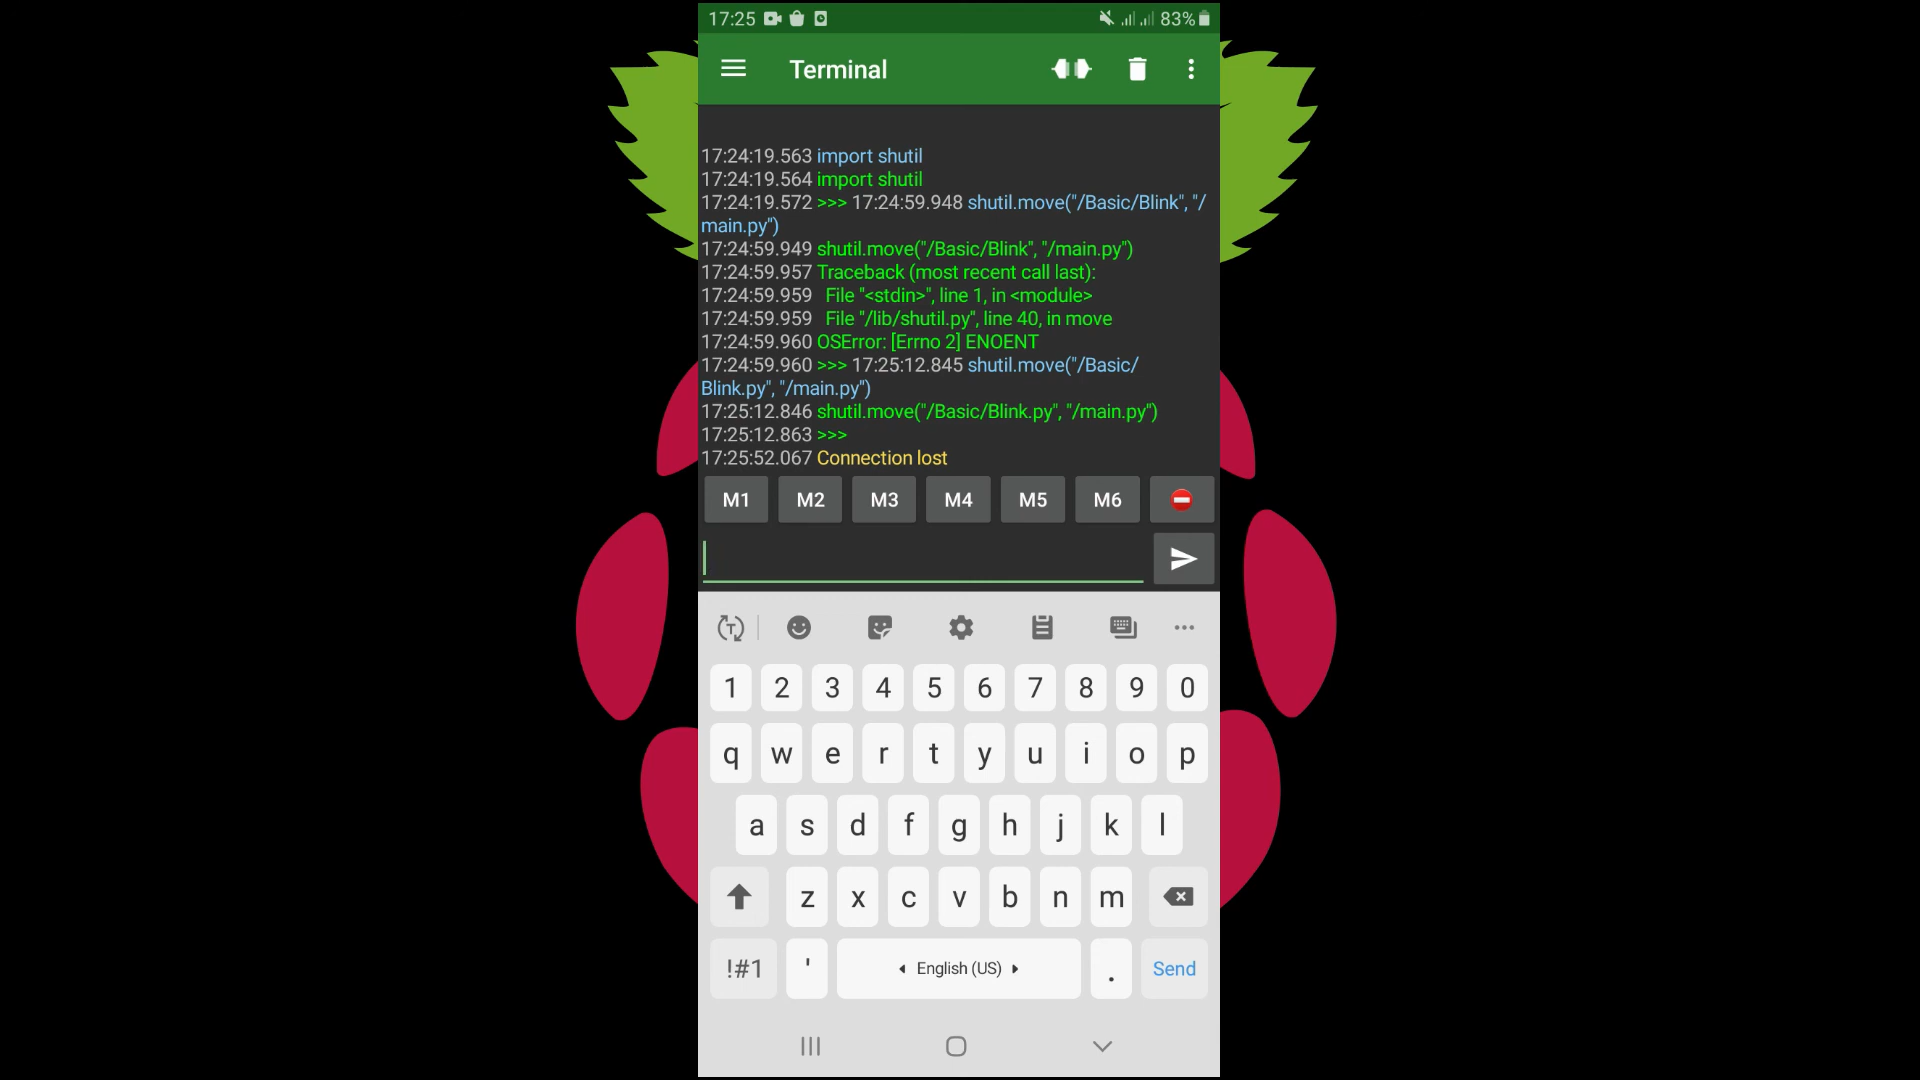 17:25 83%
Terminal
17:24:19.563 import shutil
17:24:19.564 import shutil
17:24:19.572 >>> 17:24:59.948 shutil.move("/Basic/Blink", "/
main.py")
17:24:59.949 shutil.move("/Basic/Blink", "/main.py")
17:24:59.957 Traceback (most recent call last):
17:24:59.959 File "<stdin>", line 1, in <module>
17:24:59.959 File "/lib/shutil.py", line 40, in move
17:24:59.960 OSError: [Errno 2] ENOENT
17:24:59.960 >>> 17:25:12.845 shutil.move("/Basic/
Blink.py", "/main.py")
17:25:12.846 shutil.move("/Basic/Blink.py", "/main.py")
17:25:12.863 >>>
17:25:52.067 Connection lost
M1 M2 M3 M4 M5 M6
T
1 2 3 4 5 6 7 8 9 0
q w e r t y u i o p
a s d f g h j k l
z x c v b n m
!#1 ' English (US) . Send